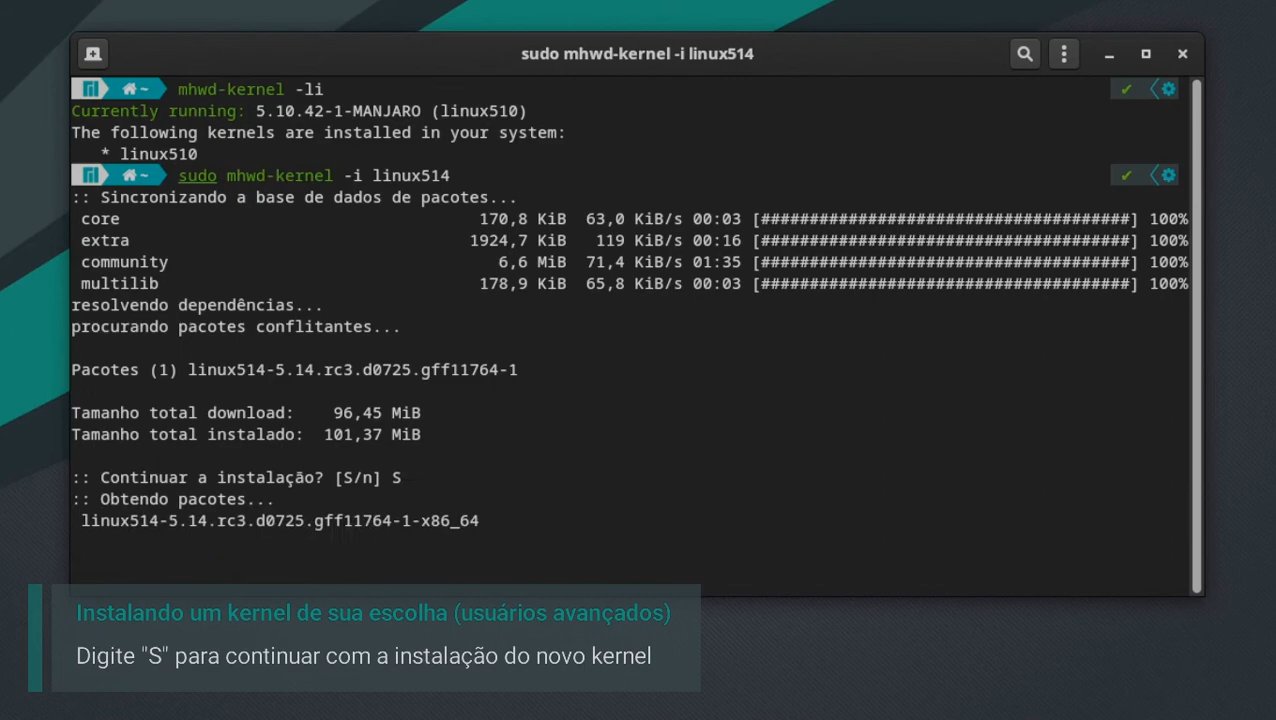 sudo mhwd-kernel -i linux514
~ mhwd-kernel -li
Currently running: 5.10.42-1-MANJARO (linux510)
The following kernels are installed in your system:
* linux510
~ sudo mhwd-kernel -i linux514
:: Sincronizando a base de dados de pacotes...
core 170,8 KiB 63,0 KiB/s 00:03 [######################################] 100%
extra 1924,7 KiB 119 KiB/s 00:16 [######################################] 100%
community 6,6 MiB 71,4 KiB/s 01:35 [######################################] 100%
multilib 178,9 KiB 65,8 KiB/s 00:03 [######################################] 100%
resolvendo dependências...
procurando pacotes conflitantes...
Pacotes (1) linux514-5.14.rc3.d0725.gff11764-1
Tamanho total download: 96,45 MiB
Tamanho total instalado: 101,37 MiB
:: Continuar a instalação? [S/n] S
:: Obtendo pacotes...
linux514-5.14.rc3.d0725.gff11764-1-x86_64
Instalando um kernel de sua escolha (usuários avançados)
Digite "S" para continuar com a instalação do novo kernel